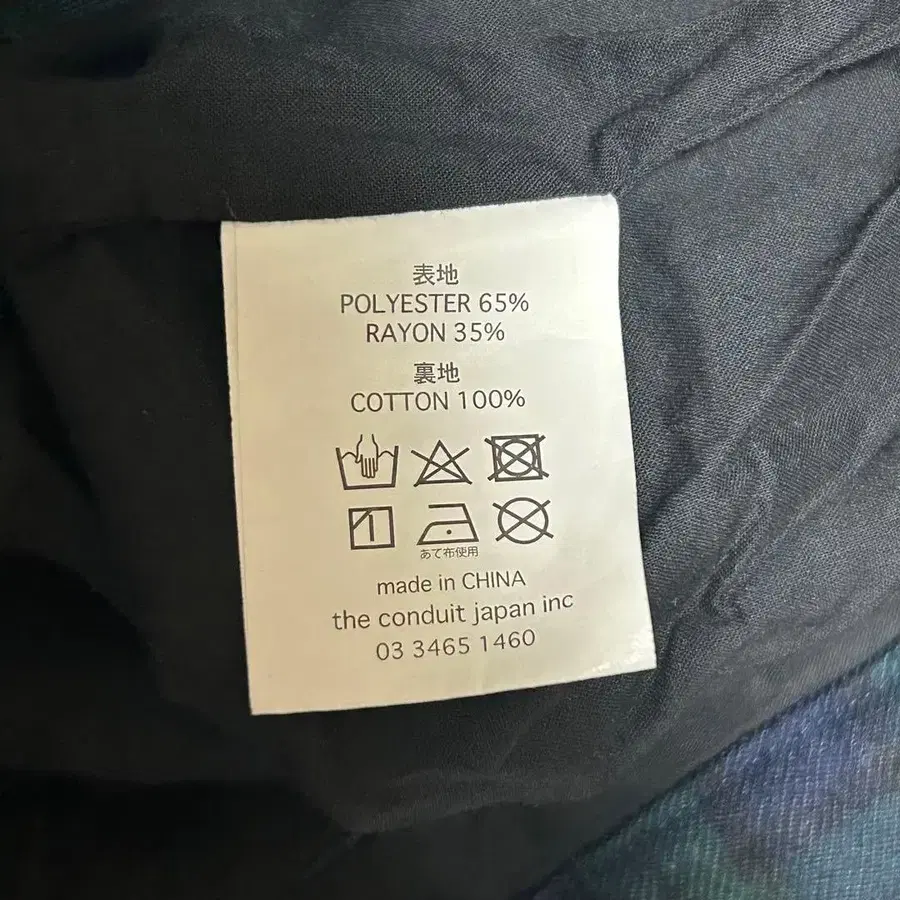 表地
POLYESTER 65%
RAYON 35%
裏地
COTTON 100%
あて布使用
made in CHINA
the conduit japan inc
03 3465 1460